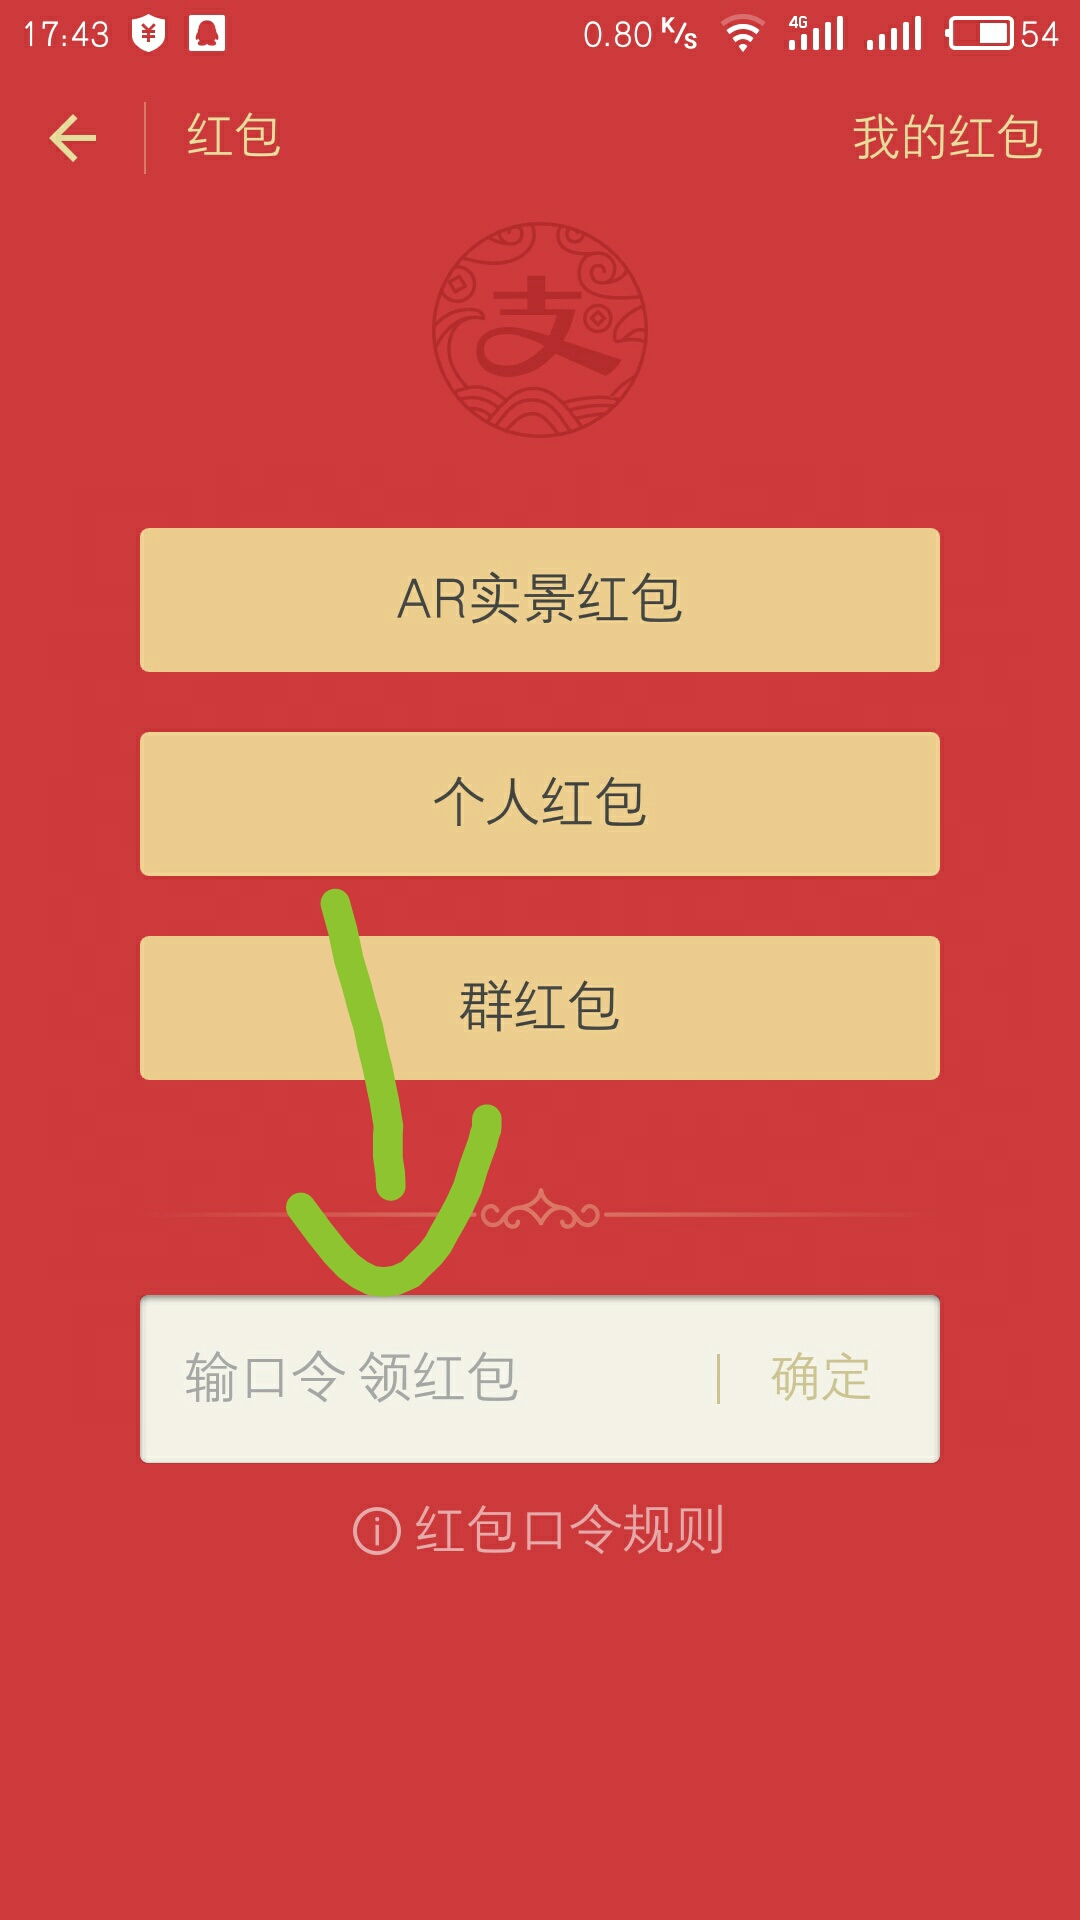 17:43 0.80 K/s 4G 54
红包 我的红包
支
AR实景红包
个人红包
群红包
输口令 领红包 | 确定
红包口令规则